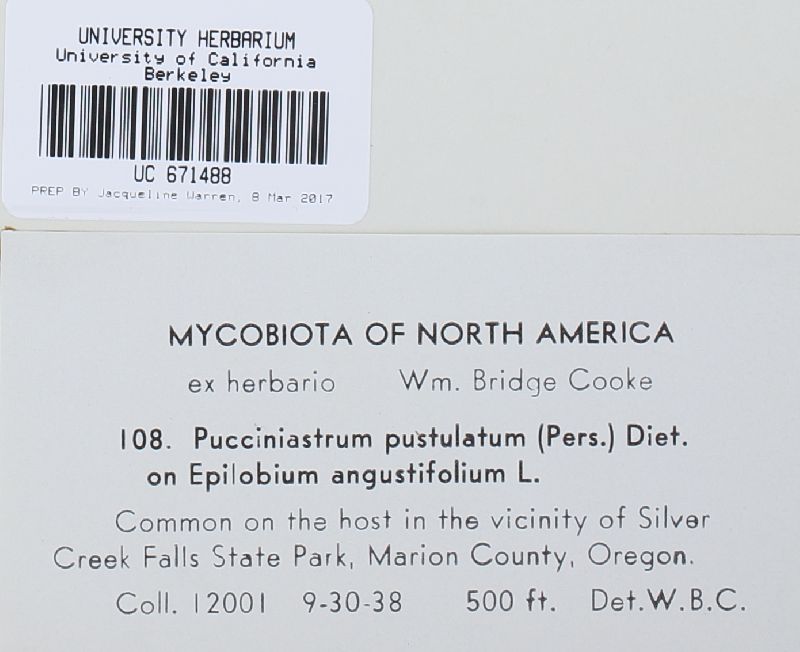 UNIVERSITY HERBARIUM
University of California
Berkeley
UC 671488
PREP BY Jacqueline Warren, 8 Mar 2017
MYCOBIOTA OF NORTH AMERICA
ex herbario Wm. Bridge Cooke
108. Pucciniastrum pustulatum (Pers.) Diet.
on Epilobium angustifolium L.
Common on the host in the vicinity of Silver
Creek Falls State Park, Marion County, Oregon.
Coll. 12001 9-30-38 500 ft. Det.W.B.C.